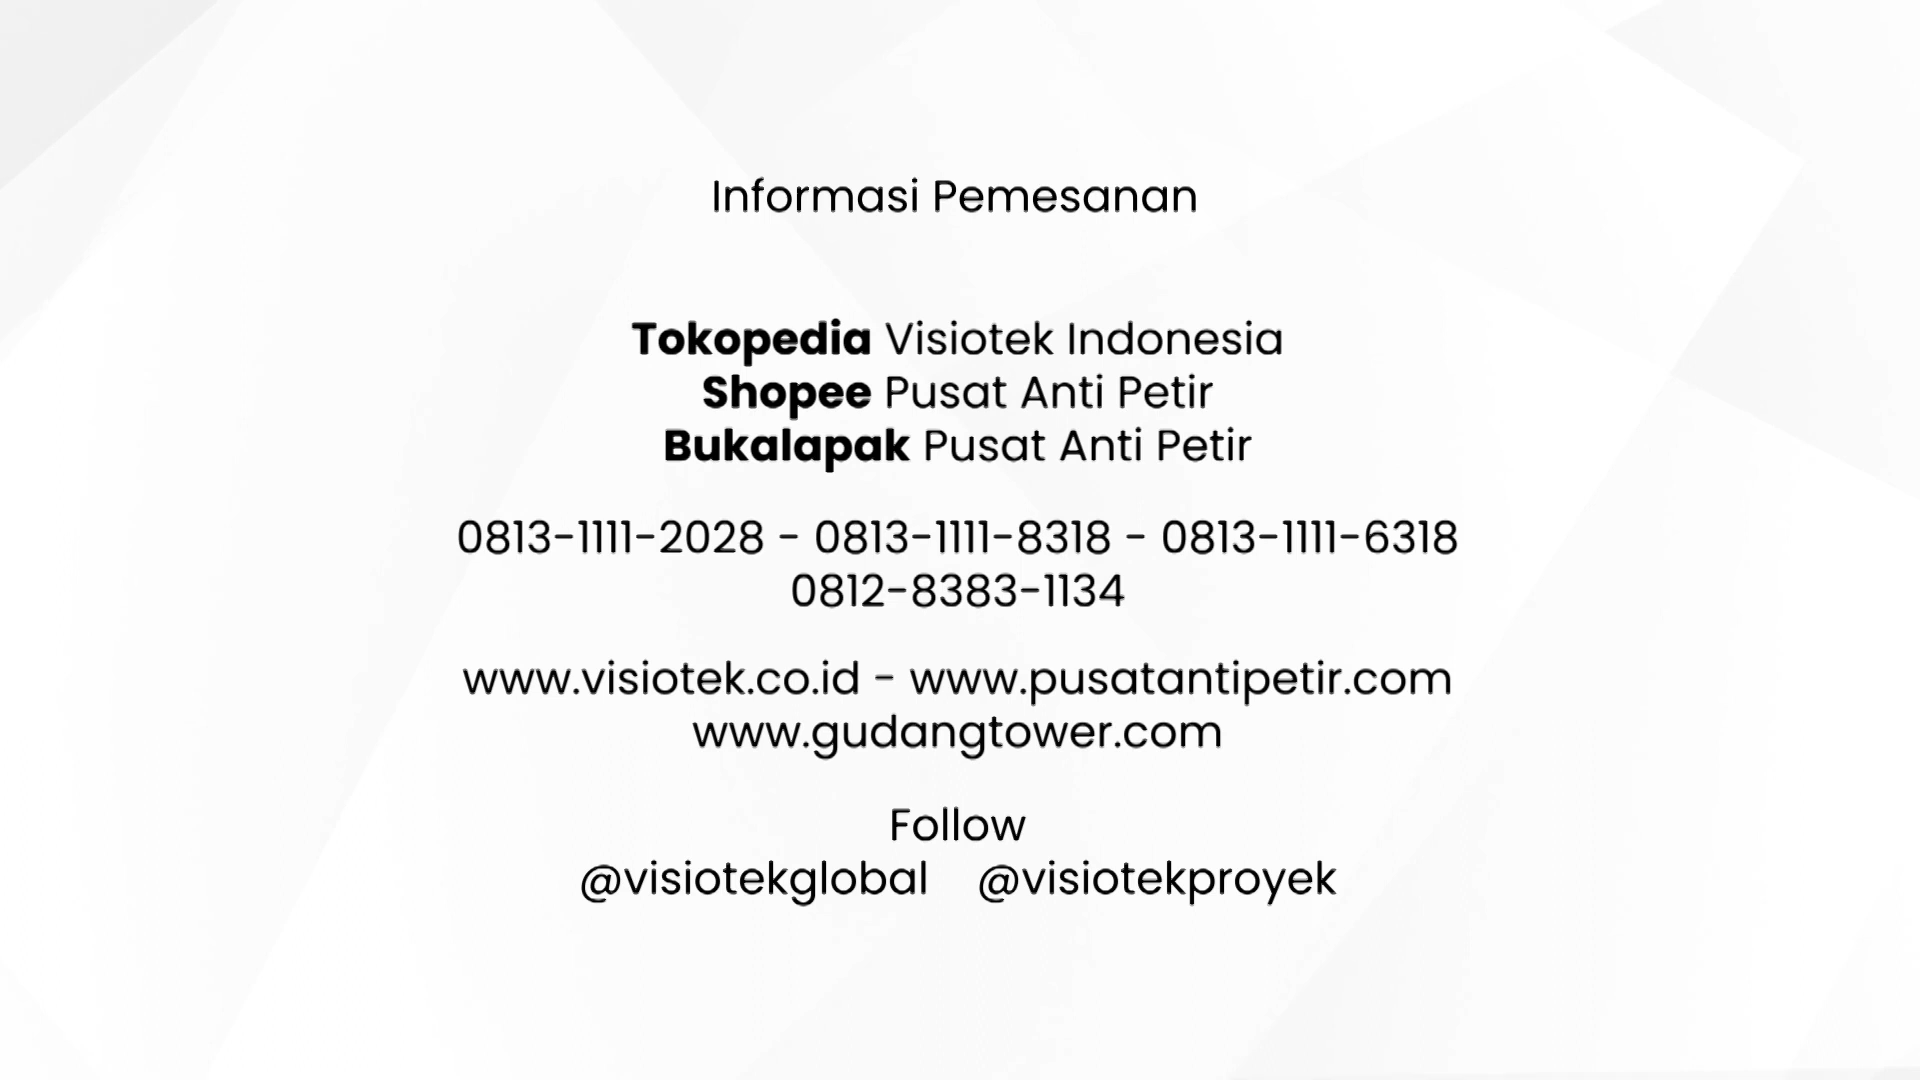 Informasi Pemesanan
Tokopedia Visiotek Indonesia
Shopee Pusat Anti Petir
Bukalapak Pusat Anti Petir
0813-1111-2028 - 0813-1111-8318 - 0813-1111-6318
0812-8383-1134
www.visiotek.co.id - www.pusatantipetir.com
www.gudangtower.com
Follow
@visiotekglobal @visiotekproyek